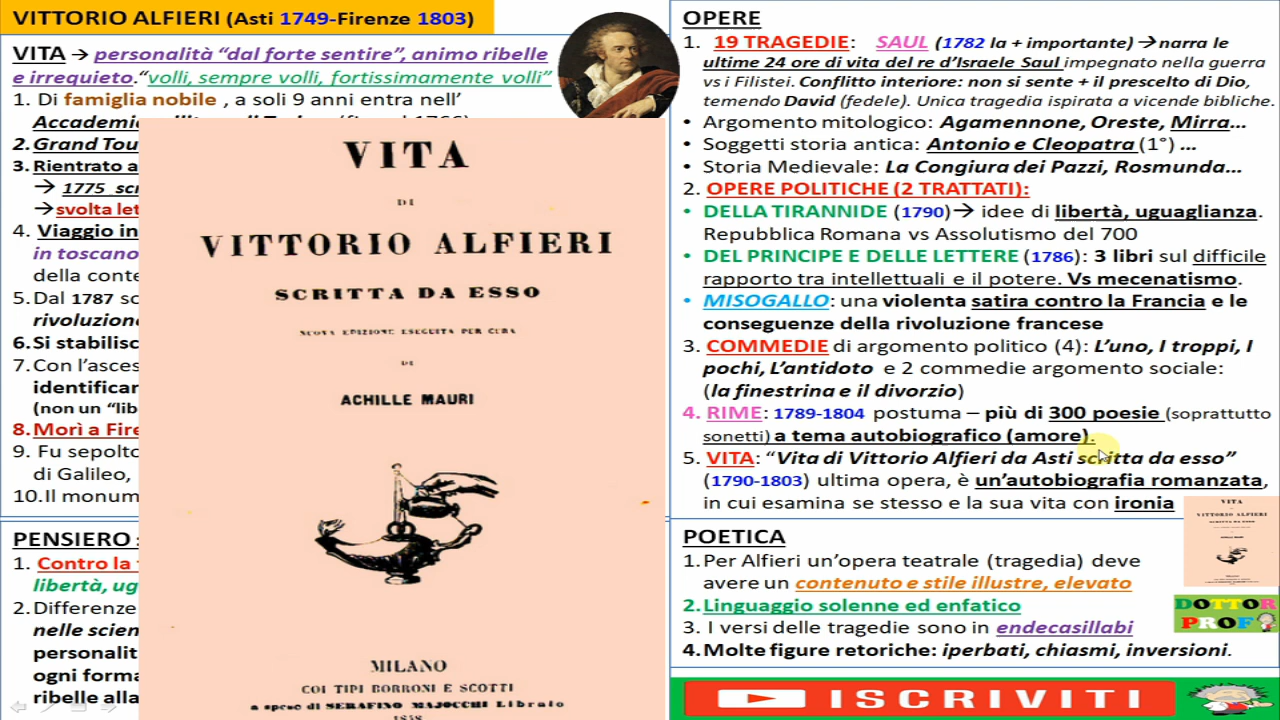 VITTORIO ALFIERI (Asti 1749-Firenze 1803)
VITA → personalità “dal forte sentire”, animo ribelle
e irrequieto.“volli, sempre volli, fortissimamente volli”
1. Di famiglia nobile , a soli 9 anni entra nell’
2. Grand Tou
3. Rientrato a
→ 1775 scr
→svolta let
4. Viaggio in
in toscano
della conte
5. Dal 1787 sc
rivoluzione
6. Si stabilisc
7. Con l’asces
identificar
(non un “lib
8. Morì a Fire
9. Fu sepolto
di Galileo,
10. Il monum
PENSIERO :
1. Contro la
libertà, ug
2. Differenze
nelle scien
personalit
ogni forma
ribelle alla
VITA
DI
VITTORIO ALFIERI
SCRITTA DA ESSO
NUOVA EDIZIONE ESEGUITA PER CURA
DI
ACHILLE MAURI
MILANO
COI TIPI BORRONI E SCOTTI
a spese di SERAFINO MAJOCCHI Libraio
OPERE
1. 19 TRAGEDIE: SAUL (1782 la + importante) → narra le
ultime 24 ore di vita del re d’Israele Saul impegnato nella guerra
vs i Filistei. Conflitto interiore: non si sente + il prescelto di Dio,
temendo David (fedele). Unica tragedia ispirata a vicende bibliche.
• Argomento mitologico: Agamennone, Oreste, Mirra…
• Soggetti storia antica: Antonio e Cleopatra (1°) …
• Storia Medievale: La Congiura dei Pazzi, Rosmunda…
2. OPERE POLITICHE (2 TRATTATI):
• DELLA TIRANNIDE (1790)→ idee di libertà, uguaglianza.
Repubblica Romana vs Assolutismo del 700
• DEL PRINCIPE E DELLE LETTERE (1786): 3 libri sul difficile
rapporto tra intellettuali e il potere. Vs mecenatismo.
• MISOGALLO: una violenta satira contro la Francia e le
conseguenze della rivoluzione francese
3. COMMEDIE di argomento politico (4): L’uno, I troppi, I
pochi, L’antidoto e 2 commedie argomento sociale:
(la finestrina e il divorzio)
4. RIME: 1789-1804 postuma – più di 300 poesie (soprattutto
sonetti) a tema autobiografico (amore).
5. VITA: “Vita di Vittorio Alfieri da Asti scritta da esso”
(1790-1803) ultima opera, è un’autobiografia romanzata,
in cui esamina se stesso e la sua vita con ironia
VITA
VITTORIO ALFIERI
POETICA
1. Per Alfieri un’opera teatrale (tragedia) deve
avere un contenuto e stile illustre, elevato
2. Linguaggio solenne ed enfatico
3. I versi delle tragedie sono in endecasillabi
4. Molte figure retoriche: iperbati, chiasmi, inversioni.
DOTTOR
PROF
ISCRIVITI